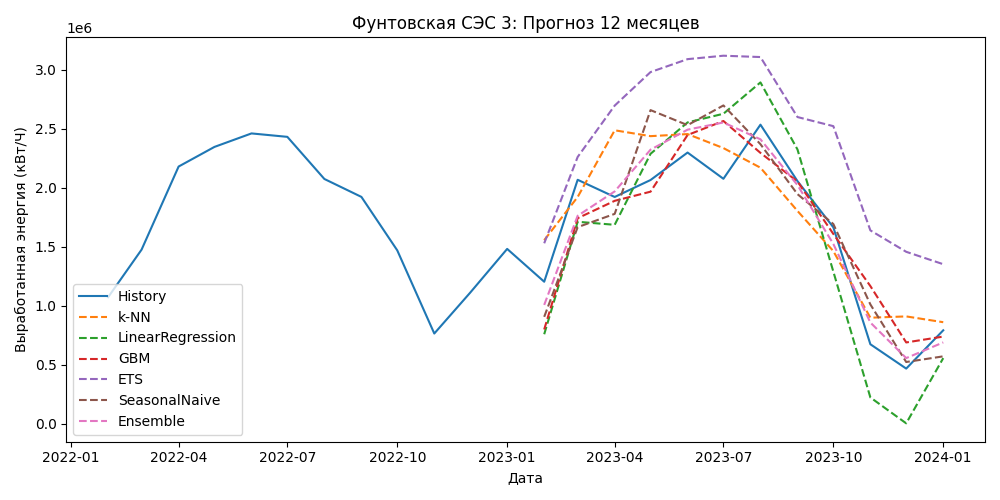 Фунтовская СЭС 3: Прогноз 12 месяцев
1e6
Выработанная энергия (кВт/Ч)
3.0
2.5
2.0
1.5
1.0
0.5
0.0
History
k-NN
LinearRegression
GBM
ETS
SeasonalNaive
Ensemble
2022-01 2022-04 2022-07 2022-10 2023-01 2023-04 2023-07 2023-10 2024-01
Дата